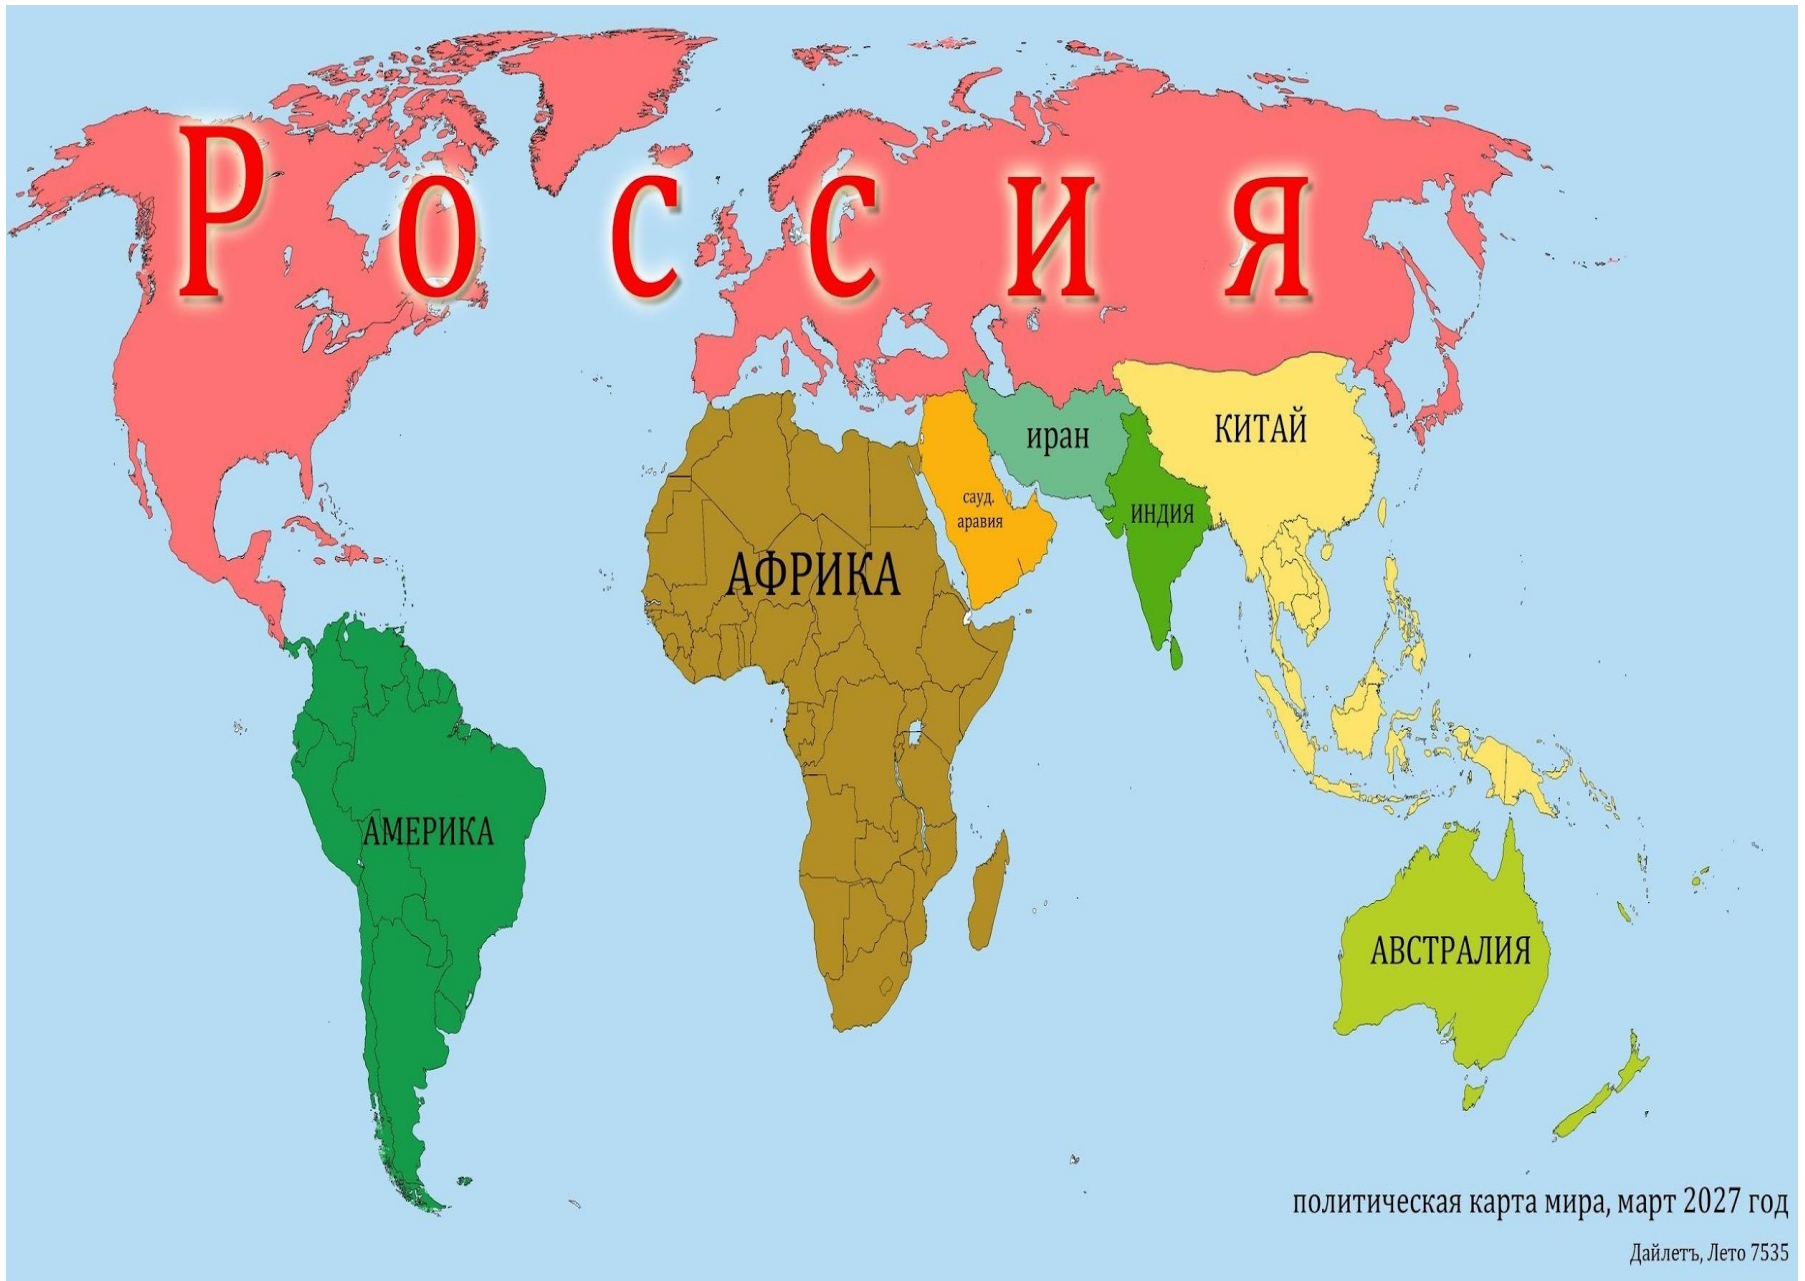 Россия
КИТАЙ
иран
сауд.
аравия
ИНДИЯ
АФРИКА
АМЕРИКА
АВСТРАЛИЯ
политическая карта мира, март 2027 год
Дайлетъ, Лето 7535